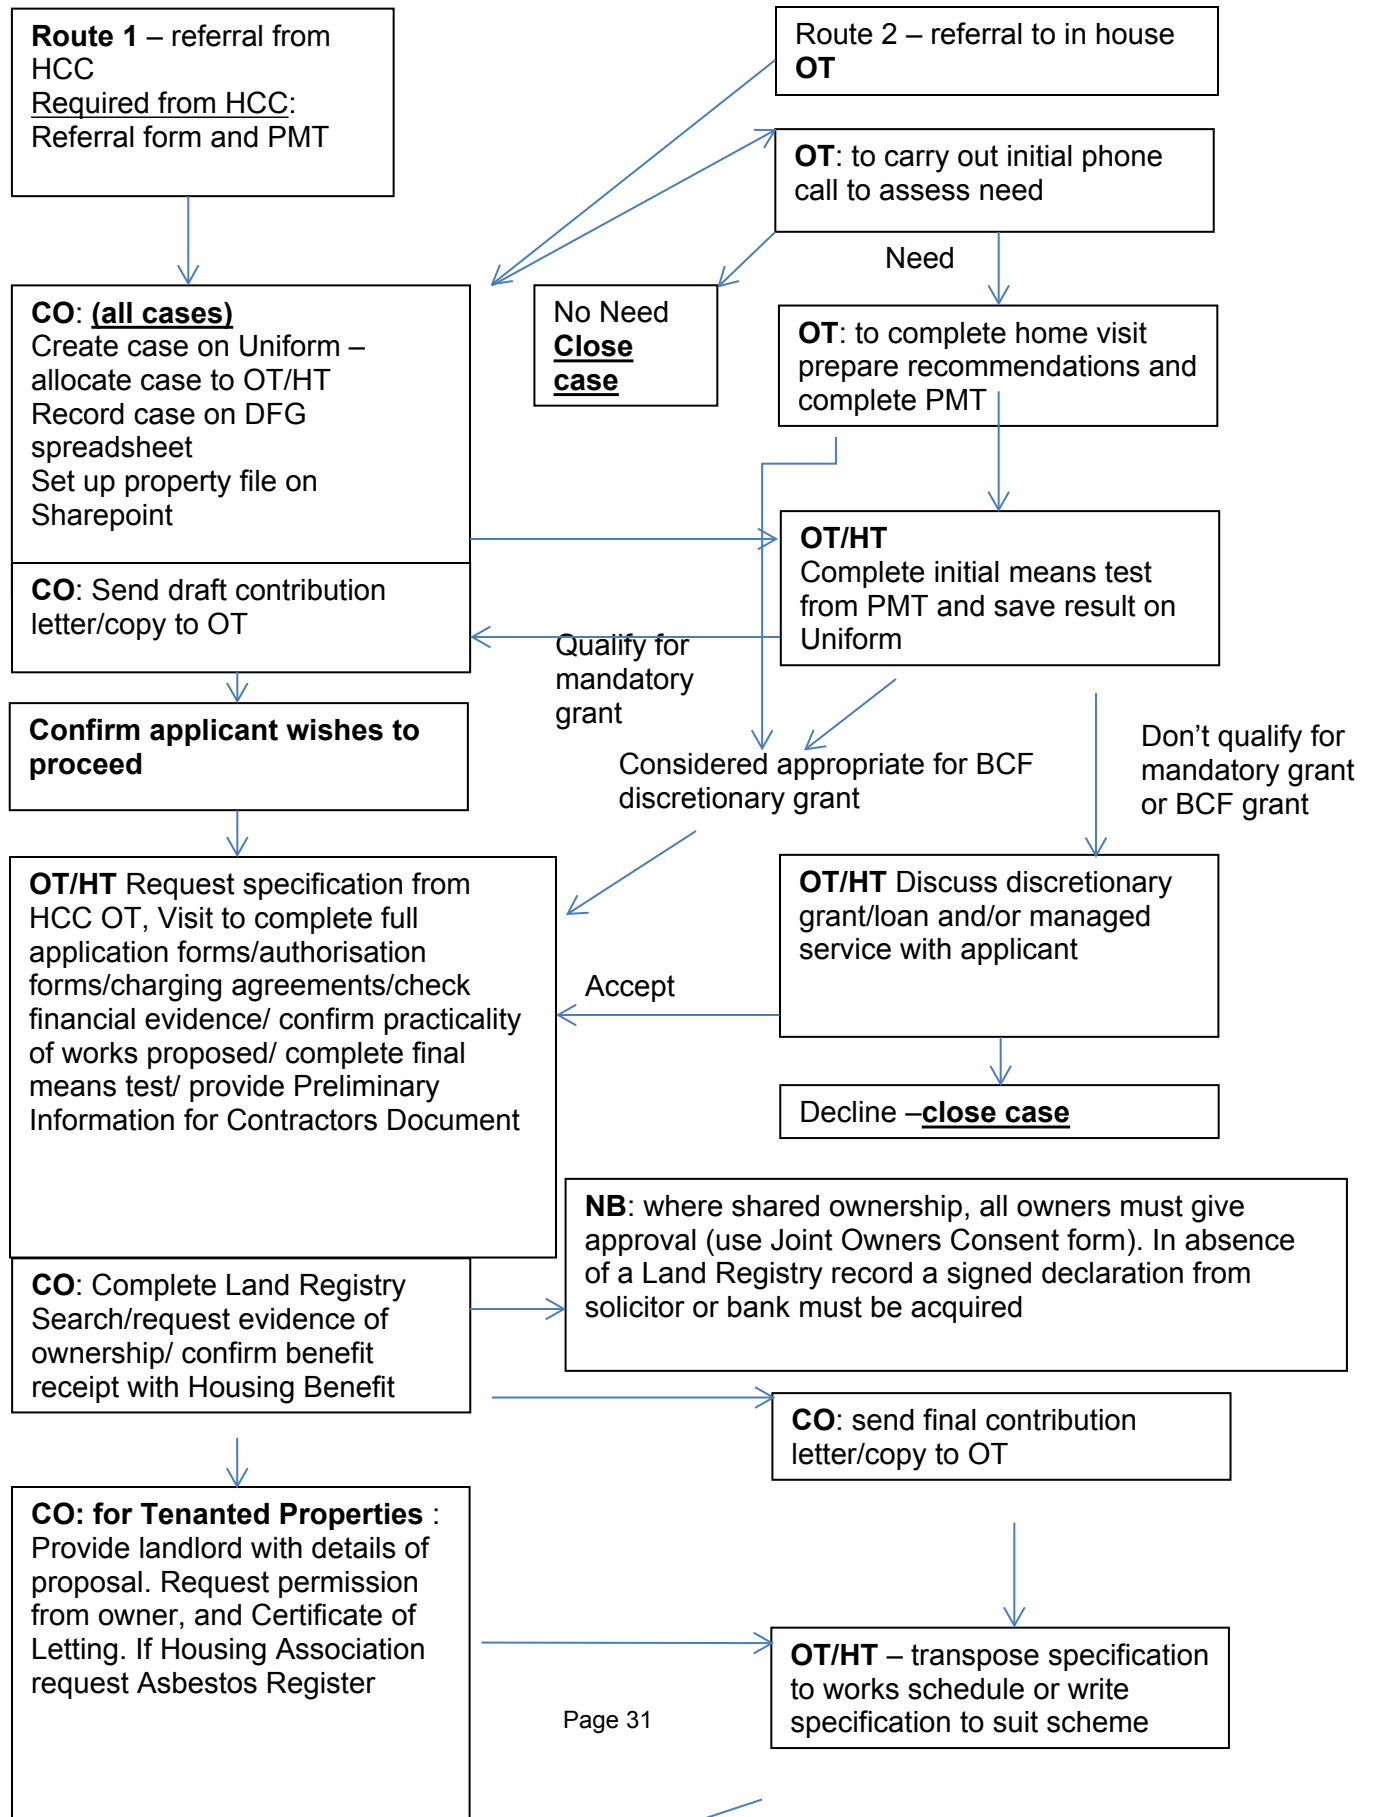 Route 1 – referral from
HCC
Required from HCC:
Referral form and PMT
Route 2 – referral to in house
OT
OT: to carry out initial phone
call to assess need
Need
No Need
Close
case
CO: (all cases)
Create case on Uniform –
allocate case to OT/HT
Record case on DFG
spreadsheet
Set up property file on
Sharepoint
OT: to complete home visit
prepare recommendations and
complete PMT
OT/HT
Complete initial means test
from PMT and save result on
Uniform
CO: Send draft contribution
letter/copy to OT
Qualify for
mandatory
grant
Confirm applicant wishes to
proceed
Considered appropriate for BCF
discretionary grant
Don’t qualify for
mandatory grant
or BCF grant
OT/HT Request specification from
HCC OT, Visit to complete full
application forms/authorisation
forms/charging agreements/check
financial evidence/ confirm practicality
of works proposed/ complete final
means test/ provide Preliminary
Information for Contractors Document
OT/HT Discuss discretionary
grant/loan and/or managed
service with applicant
Accept
Decline –close case
NB: where shared ownership, all owners must give
approval (use Joint Owners Consent form). In absence
of a Land Registry record a signed declaration from
solicitor or bank must be acquired
CO: Complete Land Registry
Search/request evidence of
ownership/ confirm benefit
receipt with Housing Benefit
CO: send final contribution
letter/copy to OT
CO: for Tenanted Properties :
Provide landlord with details of
proposal. Request permission
from owner, and Certificate of
Letting. If Housing Association
request Asbestos Register
OT/HT – transpose specification
to works schedule or write
specification to suit scheme
Page 31